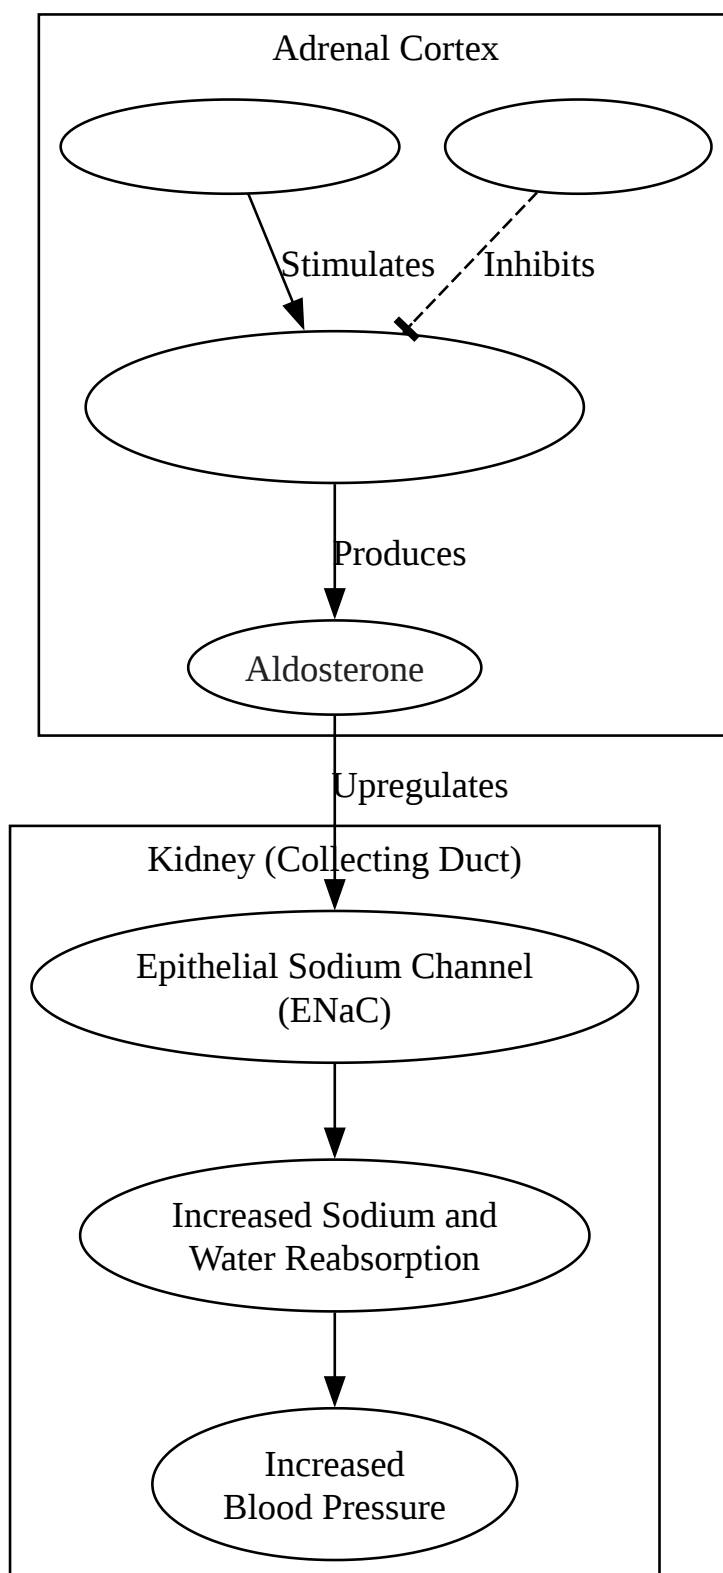 Adrenal Cortex
Stimulates
Inhibits
Produces
Aldosterone
Upregulates
Kidney (Collecting Duct)
Epithelial Sodium Channel
(ENaC)
Increased Sodium and
Water Reabsorption
Increased
Blood Pressure